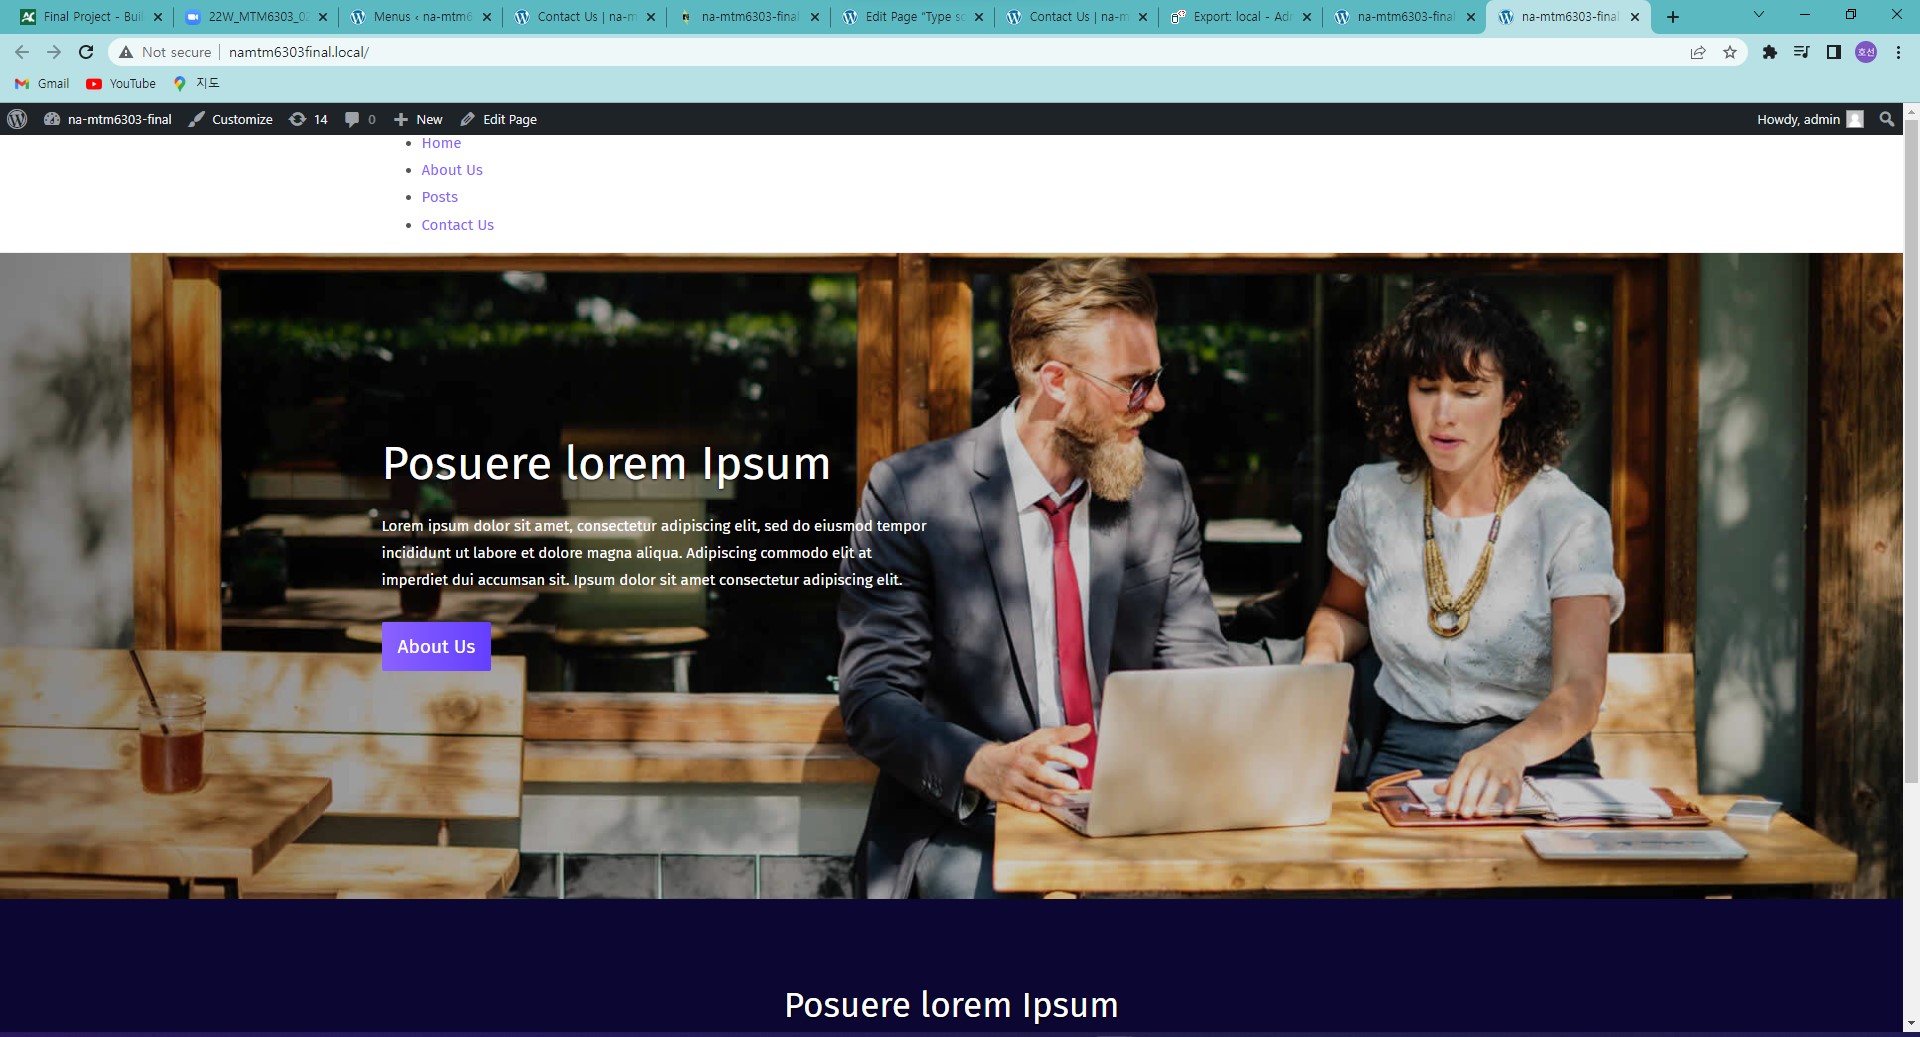 Final Project - Buil
22W_MTM6303_0
Menus ‹ na-mtm6
Contact Us | na-m
na-mtm6303-final
Edit Page "Type sc
Contact Us | na-m
Export: local - Adm
na-mtm6303-final
na-mtm6303-final
Not secure
namtm6303final.local/
호선
Gmail
YouTube
지도
na-mtm6303-final
Customize
14
0
New
Edit Page
Howdy, admin
Home
About Us
Posts
Contact Us
Posuere lorem Ipsum
Lorem ipsum dolor sit amet, consectetur adipiscing elit, sed do eiusmod tempor
incididunt ut labore et dolore magna aliqua. Adipiscing commodo elit at
imperdiet dui accumsan sit. Ipsum dolor sit amet consectetur adipiscing elit.
About Us
Posuere lorem Ipsum